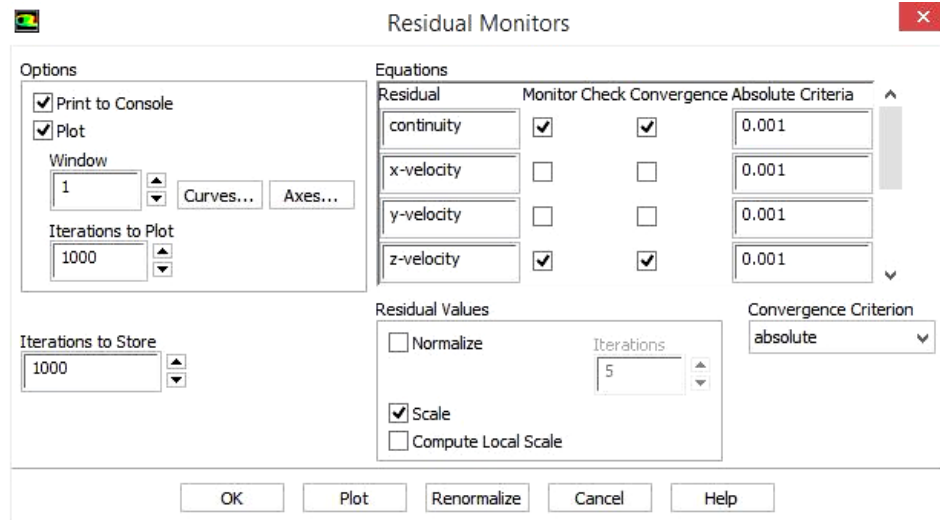 Residual Monitors
Options
Print to Console
Plot
Window
1
Curves... Axes...
Iterations to Plot
1000
Iterations to Store
1000
Equations
Residual Monitor Check Convergence Absolute Criteria
continuity 0.001
x-velocity 0.001
y-velocity 0.001
z-velocity 0.001
Residual Values
Normalize
Iterations
5
Scale
Compute Local Scale
Convergence Criterion
absolute
OK Plot Renormalize Cancel Help